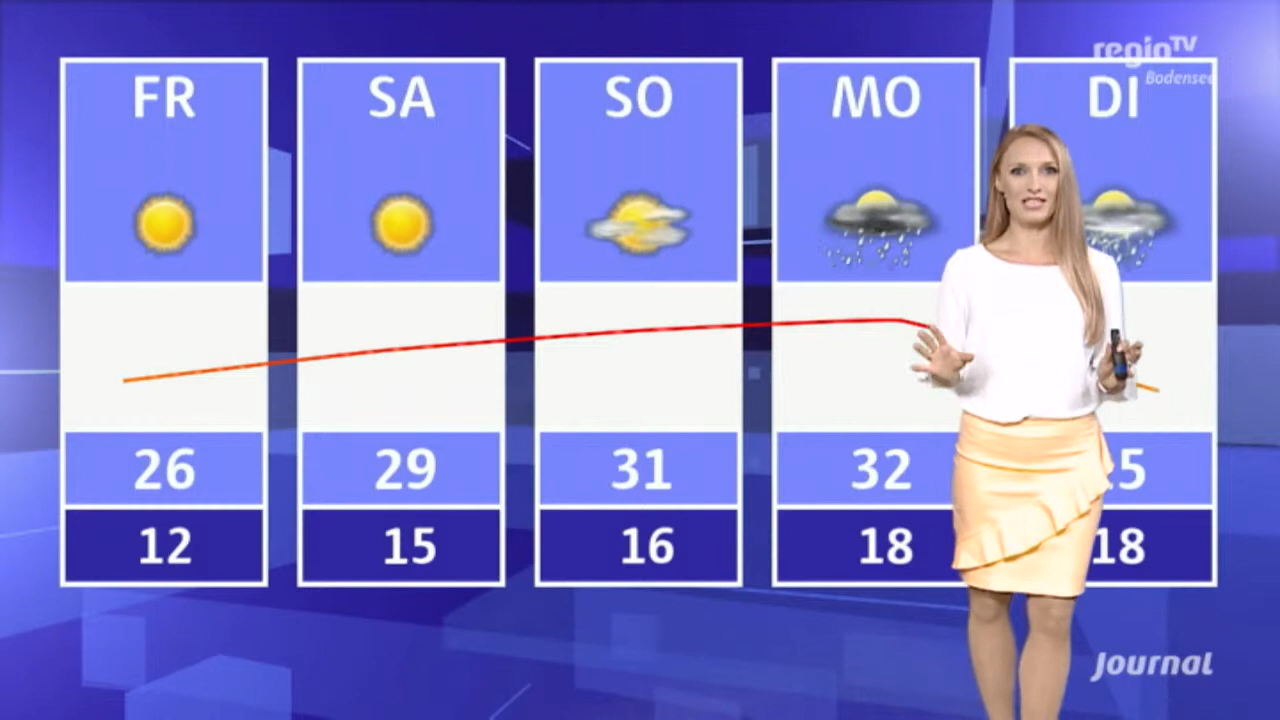 regioTV
Bodensee
FR SA SO MO DI
26 29 31 32
12 15 16 18 18
Journal